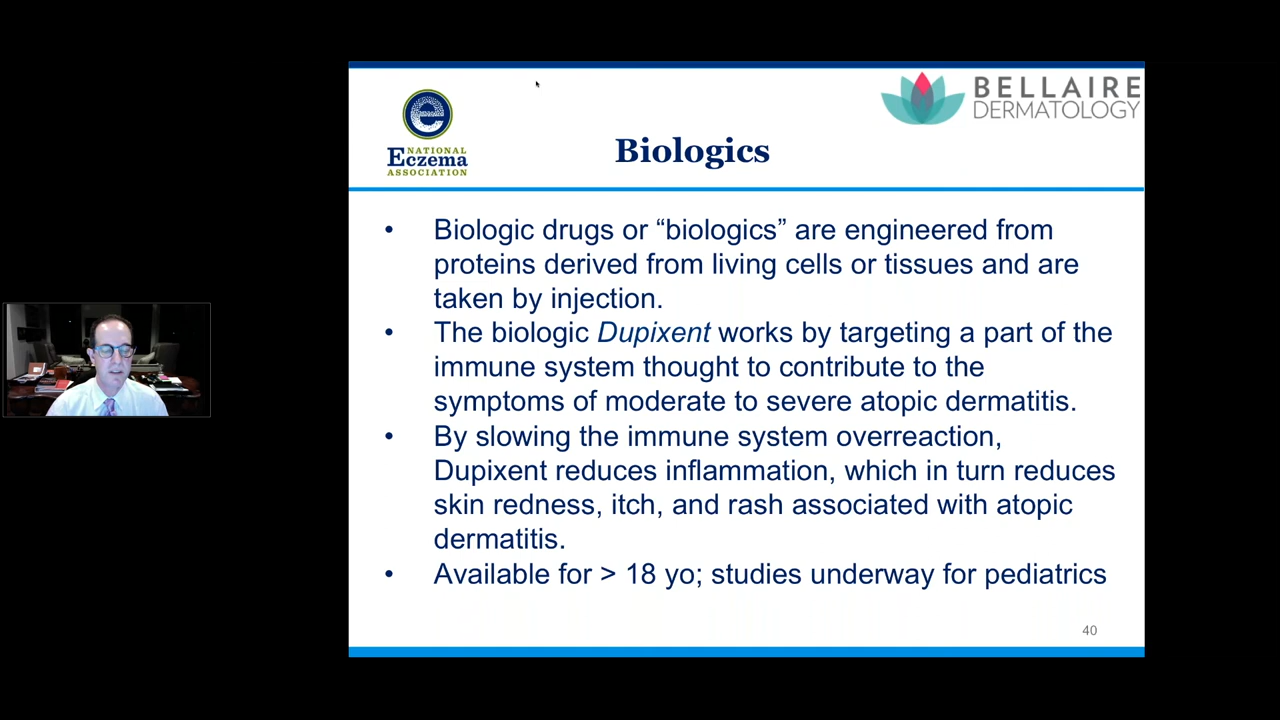 BELLAIRE
DERMATOLOGY
e
NATIONAL
Eczema
ASSOCIATION
Biologics
• Biologic drugs or “biologics” are engineered from
proteins derived from living cells or tissues and are
taken by injection.
• The biologic Dupixent works by targeting a part of the
immune system thought to contribute to the
symptoms of moderate to severe atopic dermatitis.
• By slowing the immune system overreaction,
Dupixent reduces inflammation, which in turn reduces
skin redness, itch, and rash associated with atopic
dermatitis.
• Available for > 18 yo; studies underway for pediatrics
40